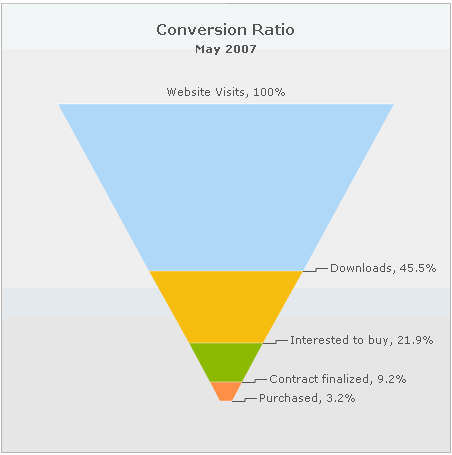 Conversion Ratio
May 2007
Website Visits, 100%
Downloads, 45.5%
Interested to buy, 21.9%
Contract finalized, 9.2%
Purchased, 3.2%